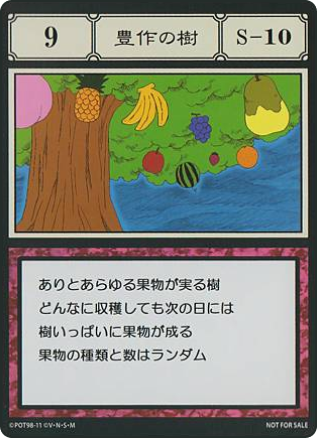 9 豊作の樹 S-10
ありとあらゆる果物が実る樹
どんなに収穫しても次の日には
樹いっぱいに果物が成る
果物の種類と数はランダム
©POT98-11 ©V・N・S・M NOT FOR SALE